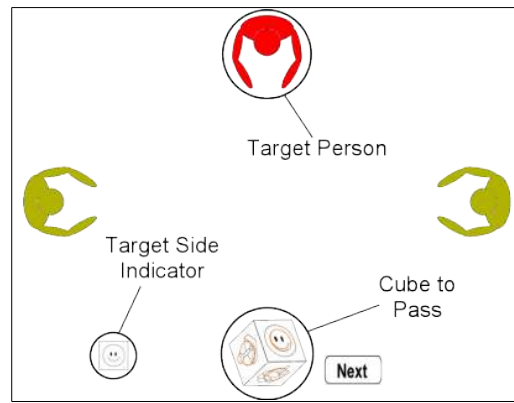 Target Person
Target Side
Indicator
Cube to
Pass
Next